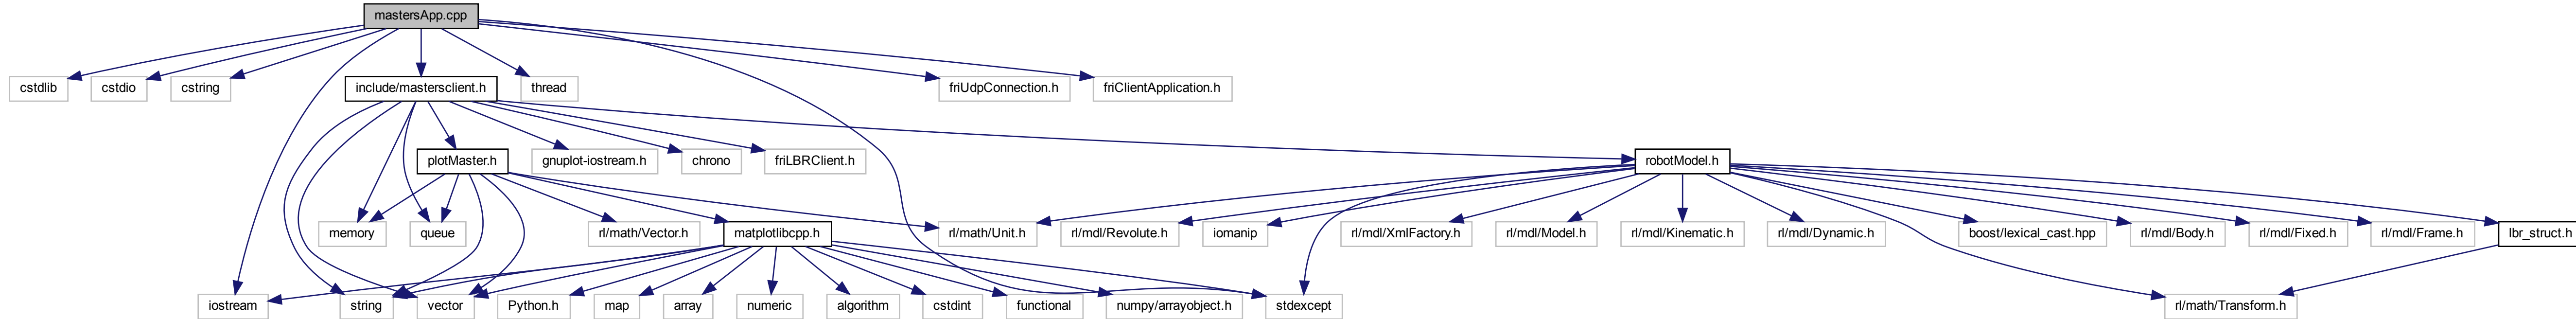 mastersApp.cpp
cstdlib
cstdio
cstring
include/mastersclient.h
thread
friUdpConnection.h
friClientApplication.h
plotMaster.h
gnuplot-iostream.h
chrono
friLBRClient.h
robotModel.h
memory
queue
rl/math/Vector.h
matplotlibcpp.h
rl/math/Unit.h
rl/mdl/Revolute.h
iomanip
rl/mdl/XmlFactory.h
rl/mdl/Model.h
rl/mdl/Kinematic.h
rl/mdl/Dynamic.h
boost/lexical_cast.hpp
rl/mdl/Body.h
rl/mdl/Fixed.h
rl/mdl/Frame.h
lbr_struct.h
iostream
string
vector
Python.h
map
array
numeric
algorithm
cstdint
functional
numpy/arrayobject.h
stdexcept
rl/math/Transform.h